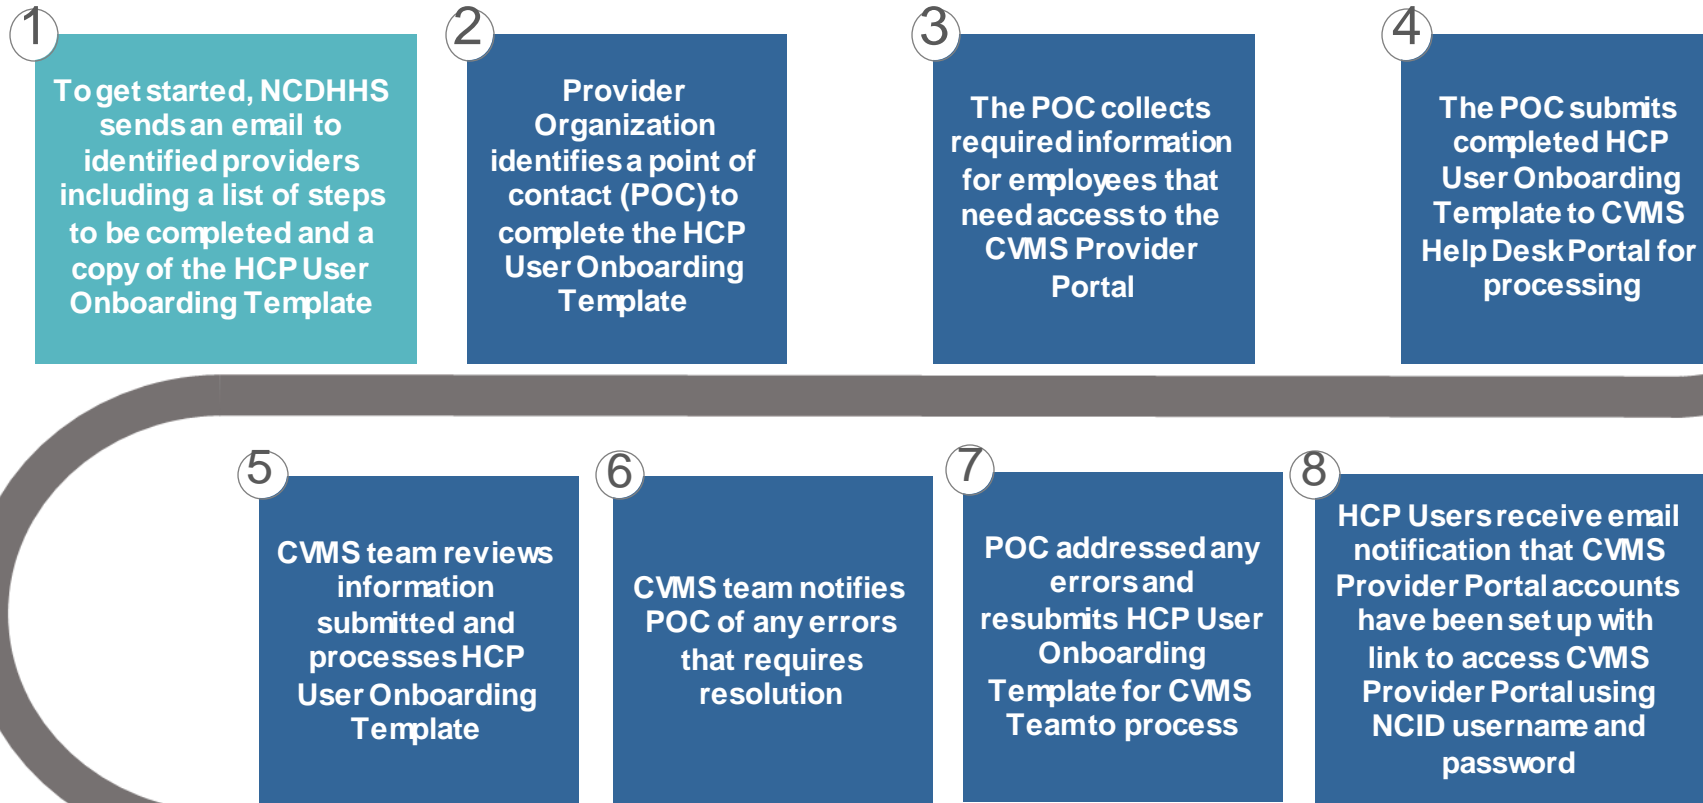 1
To get started, NCDHHS
sends an email to
identified providers
including a list of steps
to be completed and a
copy of the HCP User
Onboarding Template
2
Provider
Organization
identifies a point of
contact (POC) to
complete the HCP
User Onboarding
Template
3
The POC collects
required information
for employees that
need access to the
CVMS Provider
Portal
4
The POC submits
completed HCP
User Onboarding
Template to CVMS
Help Desk Portal for
processing
5
CVMS team reviews
information
submitted and
processes HCP
User Onboarding
Template
6
CVMS team notifies
POC of any errors
that requires
resolution
7
POC addressed any
errors and
resubmits HCP User
Onboarding
Template for CVMS
Team to process
8
HCP Users receive email
notification that CVMS
Provider Portal accounts
have been set up with
link to access CVMS
Provider Portal using
NCID username and
password